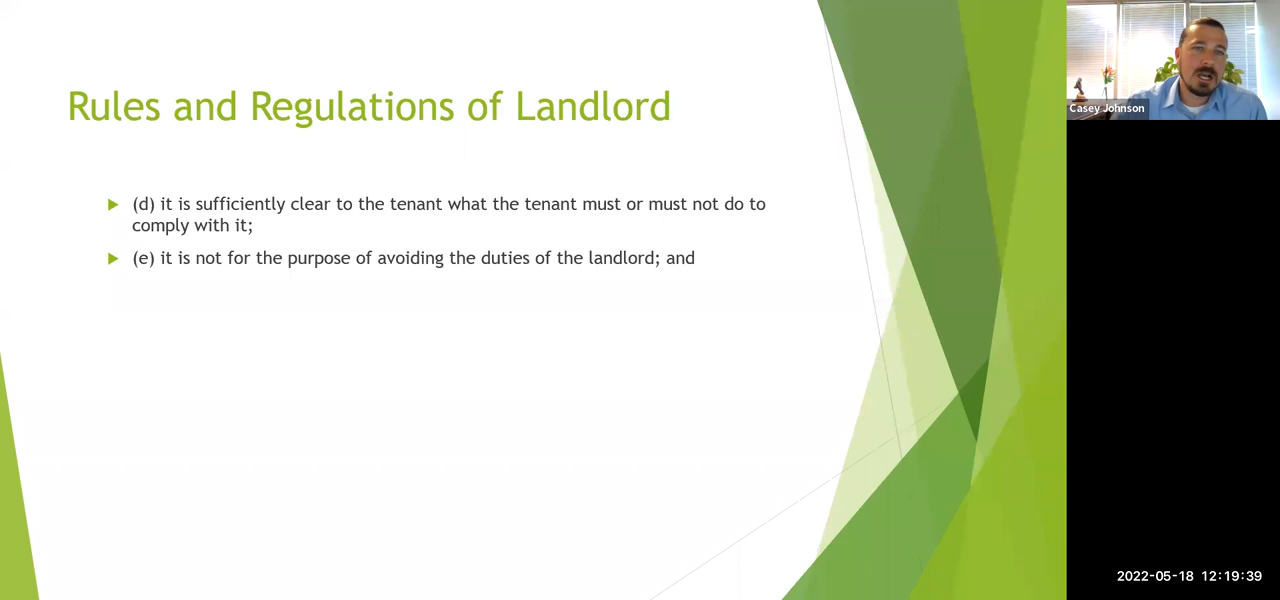 Rules and Regulations of Landlord
(d) it is sufficiently clear to the tenant what the tenant must or must not do to
comply with it;
(e) it is not for the purpose of avoiding the duties of the landlord; and
Casey Johnson
2022-05-18 12:19:39